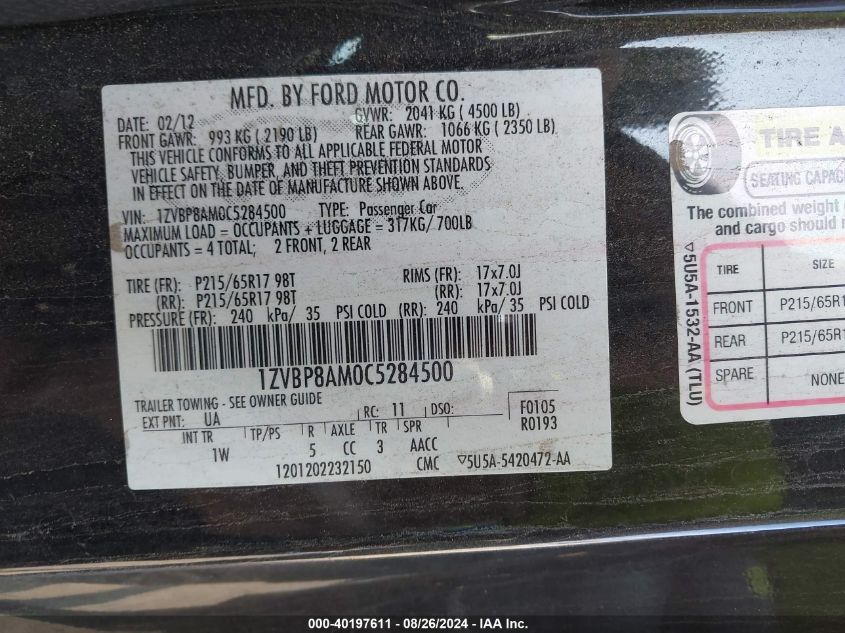 MFD. BY FORD MOTOR CO.
DATE: 02/12 GVWR: 2041 KG ( 4500 LB)
FRONT GAWR: 993 KG ( 2190 LB) REAR GAWR: 1066 KG ( 2350 LB)
THIS VEHICLE CONFORMS TO ALL APPLICABLE FEDERAL MOTOR
VEHICLE SAFETY, BUMPER, AND THEFT PREVENTION STANDARDS
IN EFFECT ON THE DATE OF MANUFACTURE SHOWN ABOVE.
VIN: 1ZVBP8AM0C5284500 TYPE: Passenger Car
MAXIMUM LOAD = OCCUPANTS + LUGGAGE = 317KG/ 700LB
OCCUPANTS = 4 TOTAL; 2 FRONT, 2 REAR
TIRE (FR): P215/65R17 98T RIMS (FR): 17x7.0J
(RR): P215/65R17 98T (RR): 17x7.0J
PRESSURE (FR): 240 kPa/ 35 PSI COLD (RR): 240 kPa/ 35 PSI COLD
1ZVBP8AM0C5284500
TRAILER TOWING - SEE OWNER GUIDE
EXT PNT: UA RC: 11 DSO: F0105
R0193
INT TR TP/PS R AXLE TR SPR
1W 5 CC 3 AACC
1201202232150 CMC ▽5U5A-5420472-AA
TIRE A
SEATING CAPAC
The combined weight
and cargo should
▽5U5A-1532-AA (TLU)
TIRE SIZE
FRONT P215/65R1
REAR P215/65R1
SPARE NONE
000-40197611 - 08/26/2024 - IAA Inc.